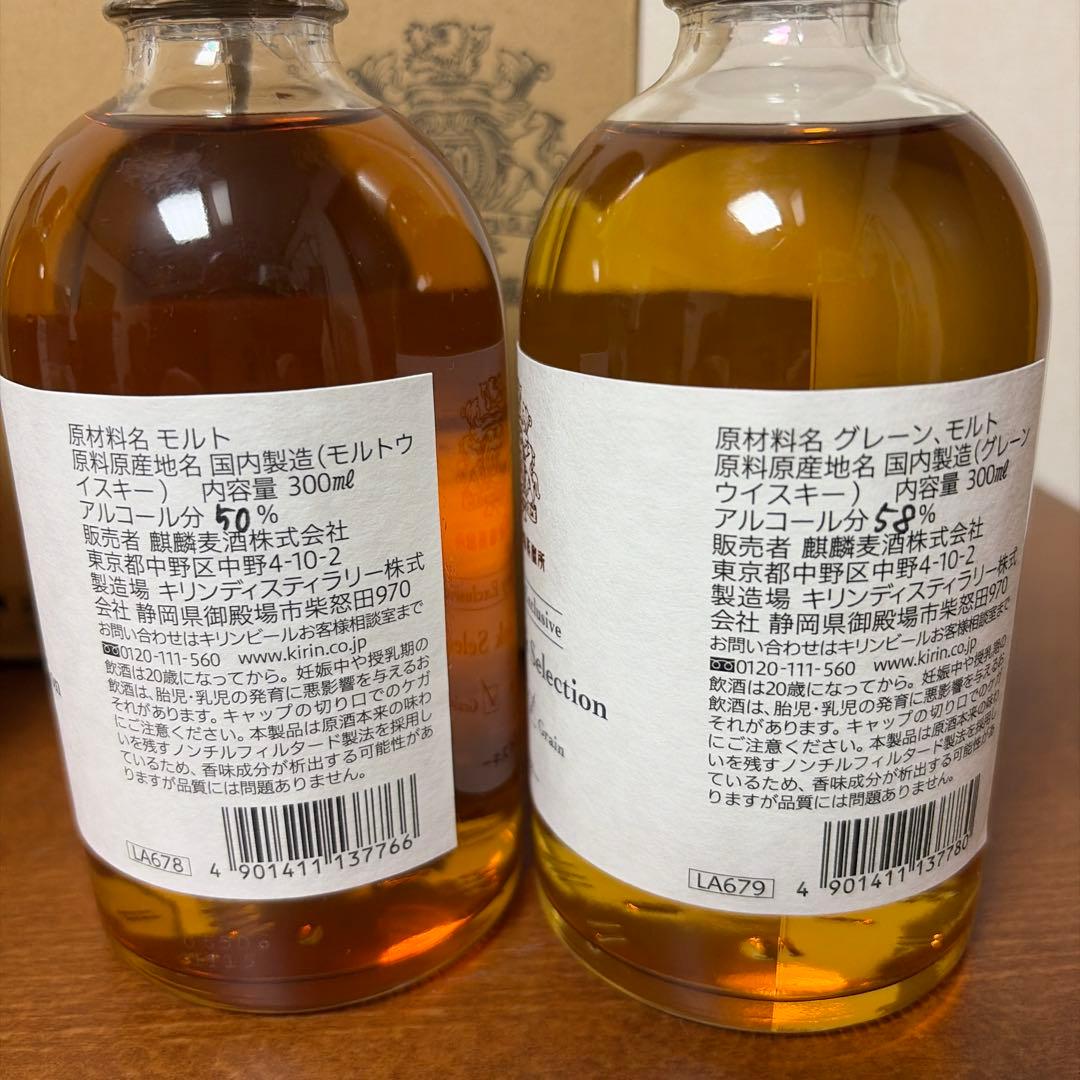 原材料名 モルト
原料原産地名 国内製造(モルトウ
イスキー) 内容量 300㎖
アルコール分 50 %
販売者 麒麟麦酒株式会社
東京都中野区中野4-10-2
製造場 キリンディスティラリー株式
会社 静岡県御殿場市柴怒田970
お問い合わせはキリンビールお客様相談室まで
0120-111-560 www.kirin.co.jp
飲酒は20歳になってから。妊娠中や授乳期の
飲酒は、胎児・乳児の発育に悪影響を与えるお
それがあります。キャップの切り口でのケガ
にご注意ください。本製品は原酒本来の味わ
いを残すノンチルフィルタード製法を採用し
ているため、香味成分が析出する可能性があ
りますが品質には問題ありません。
LA678
4 901411 137766
原材料名 グレーン、モルト
原料原産地名 国内製造(グレーン
ウイスキー) 内容量 300㎖
アルコール分 58 %
販売者 麒麟麦酒株式会社
東京都中野区中野4-10-2
製造場 キリンディスティラリー株式
会社 静岡県御殿場市柴怒田970
お問い合わせはキリンビールお客様相談室まで
0120-111-560 www.kirin.co.jp
飲酒は20歳になってから。妊娠中や授乳期の
飲酒は、胎児・乳児の発育に悪影響を与えるお
それがあります。キャップの切り口でのケガ
にご注意ください。本製品は原酒本来の味わ
いを残すノンチルフィルタード製法を採用し
ているため、香味成分が析出する可能性があ
りますが品質には問題ありません。
LA679
4 901411 137780
Selection
Grain